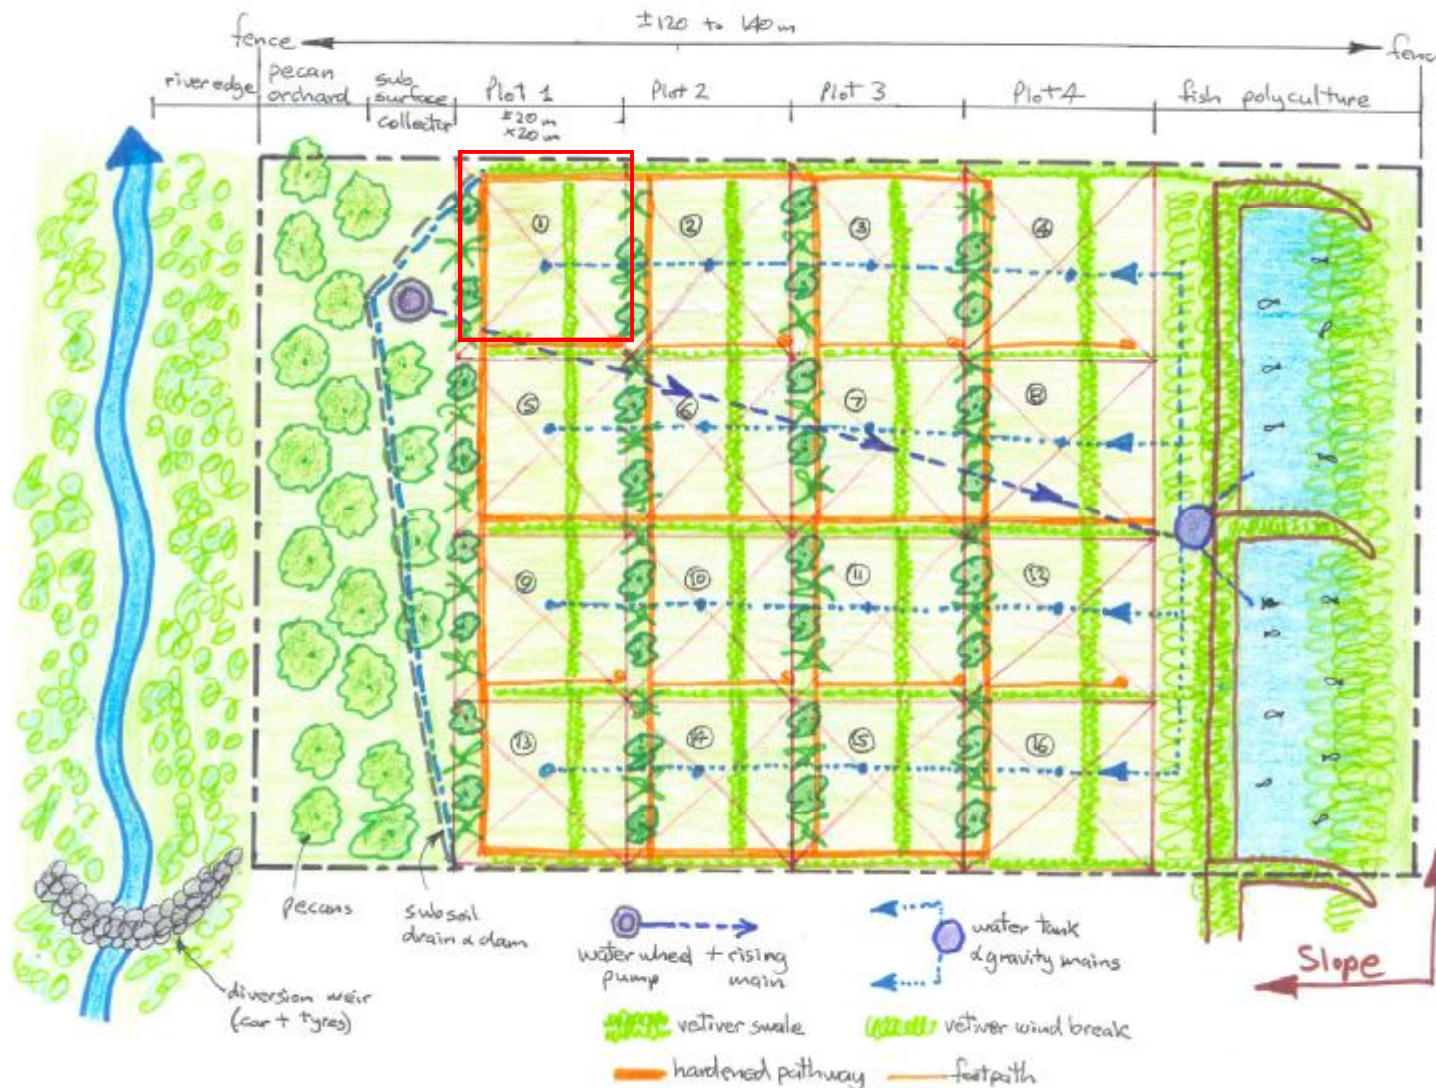 ±120 to 140m
fence
fence
river edge
pecan orchard
sub surface collector
Plot 1
±20m
×20m
Plot 2
Plot 3
Plot 4
fish polyculture
①
②
③
④
⑤
⑥
⑦
⑧
⑨
⑩
⑪
⑫
⑬
⑭
⑮
⑯
pecans
subsoil
drain & dam
water wheel + rising
pump main
water tank
& gravity mains
Slope
diversion weir
(car + tyres)
vetiver swale
vetiver wind break
hardened pathway
footpath